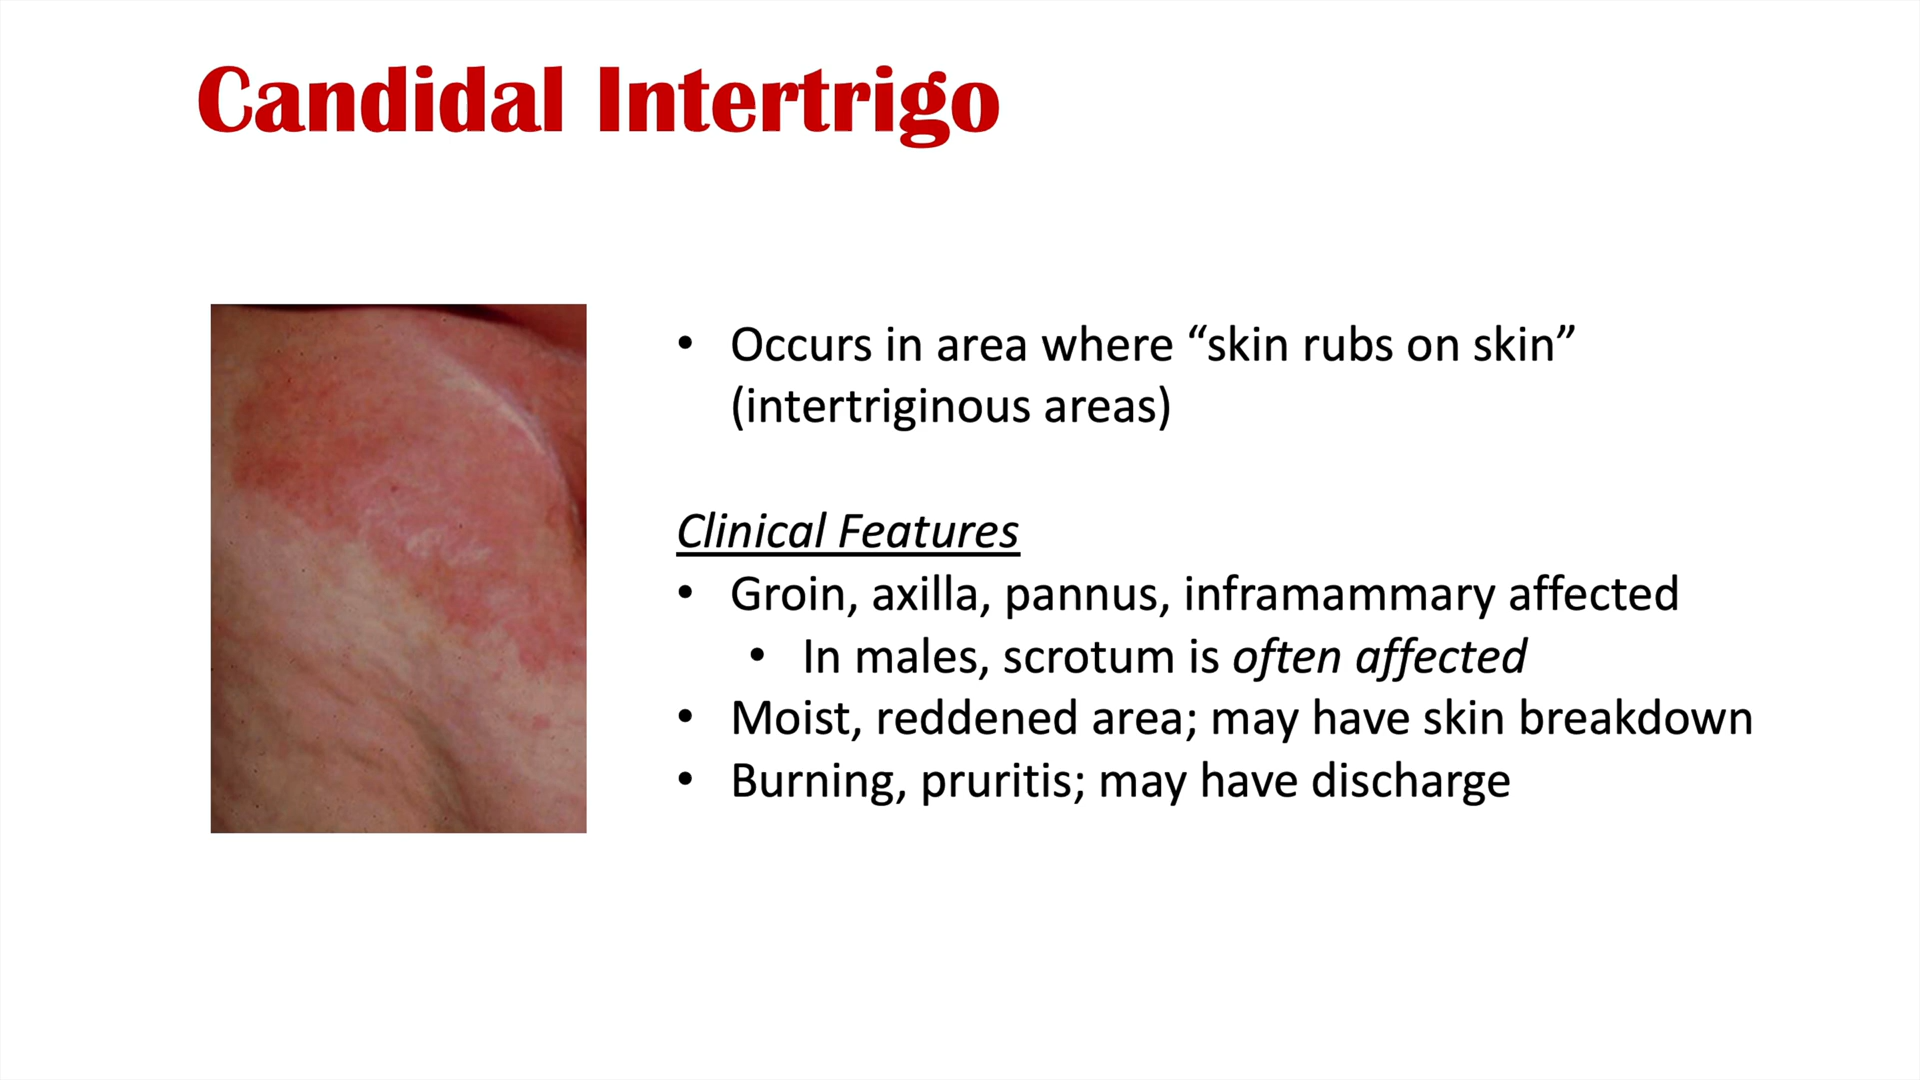 Candidal Intertrigo
• Occurs in area where “skin rubs on skin”
(intertriginous areas)
Clinical Features
• Groin, axilla, pannus, inframammary affected
• In males, scrotum is often affected
• Moist, reddened area; may have skin breakdown
• Burning, pruritis; may have discharge